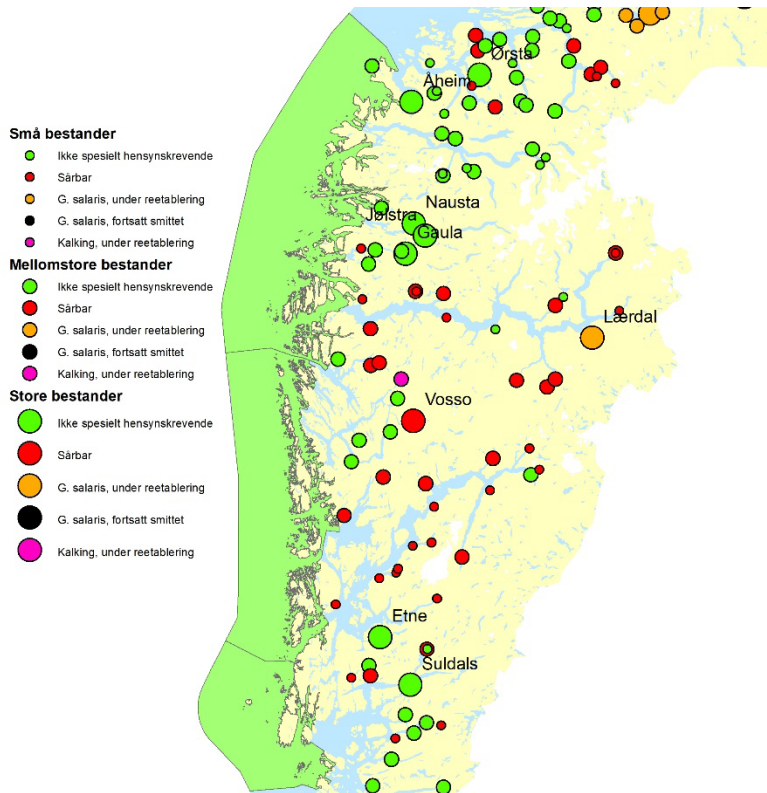 Små bestander
Ikke spesielt hensynskrevende
Sårbar
G. salaris, under reetablering
G. salaris, fortsatt smittet
Kalking, under reetablering
Mellomstore bestander
Ikke spesielt hensynskrevende
Sårbar
G. salaris, under reetablering
G. salaris, fortsatt smittet
Kalking, under reetablering
Store bestander
Ikke spesielt hensynskrevende
Sårbar
G. salaris, under reetablering
G. salaris, fortsatt smittet
Kalking, under reetablering
Ørsta
Åheim
Nausta
Jølstra
Gaula
Lærdal
Vosso
Etne
Suldals